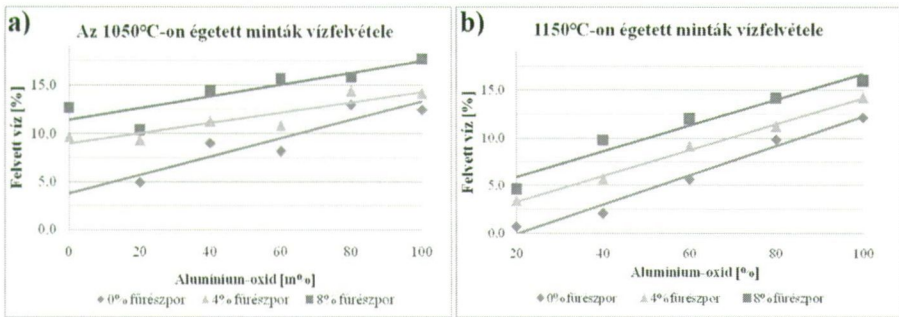 a)
Az 1050°C-on égetett minták vízfelvétele
Felvett víz [%]
15.0
10.0
5.0
0.0
0 20 40 60 80 100
Alumínium-oxid [m%]
0% fűrészpor 4% fűrészpor 8% fűrészpor
b)
1150°C-on égetett minták vízfelvétele
Felvett víz [%]
15.0
10.0
5.0
0.0
20 40 60 80 100
Alumínium-oxid [%]
0% fűrészpor 4% fűrészpor 8% fűrészpor